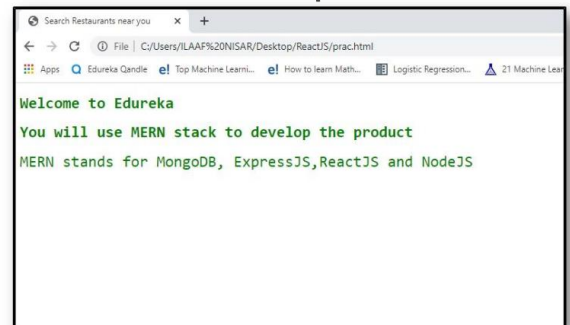 Search Restaurants near you
File | C:/Users/ILAAF%20NISAR/Desktop/ReactJS/prac.html
Apps Edureka Qandle Top Machine Learni... How to learn Math... Logistic Regression... 21 Machine Lear
Welcome to Edureka
You will use MERN stack to develop the product
MERN stands for MongoDB, ExpressJS,ReactJS and NodeJS